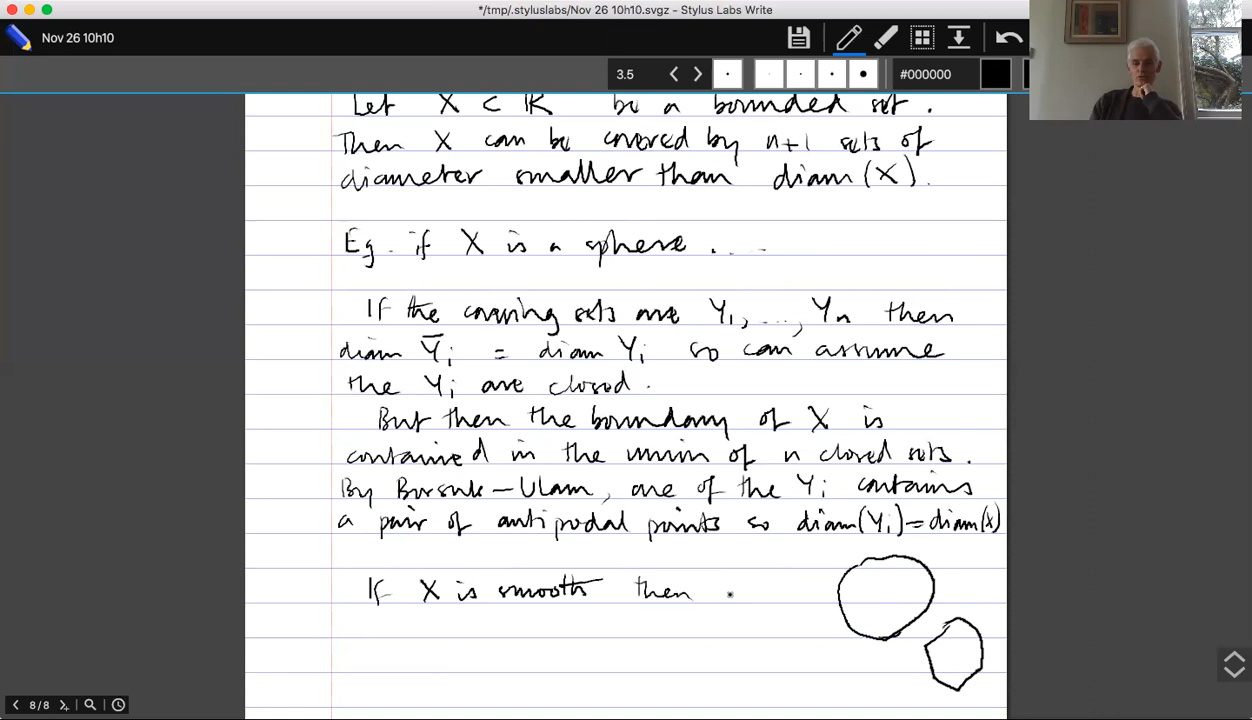 */tmp/.styluslabs/Nov 26 10h10.svgz - Stylus Labs Write
Nov 26 10h10
3.5
#000000
Let X ⊂ ℝ be a bounded set.
Then X can be covered by n+1 sets of
diameter smaller than diam(X).
Eg. if X is a sphere .....
If the covering sets are Y₁, ..., Yₙ then
diam Ȳᵢ = diam Yᵢ so can assume
the Yᵢ are closed.
But then the boundary of X is
contained in the union of n closed sets.
By Borsuk-Ulam, one of the Yᵢ contains
a pair of antipodal points so diam(Yᵢ)=diam(X)
If X is smooth then
8/8